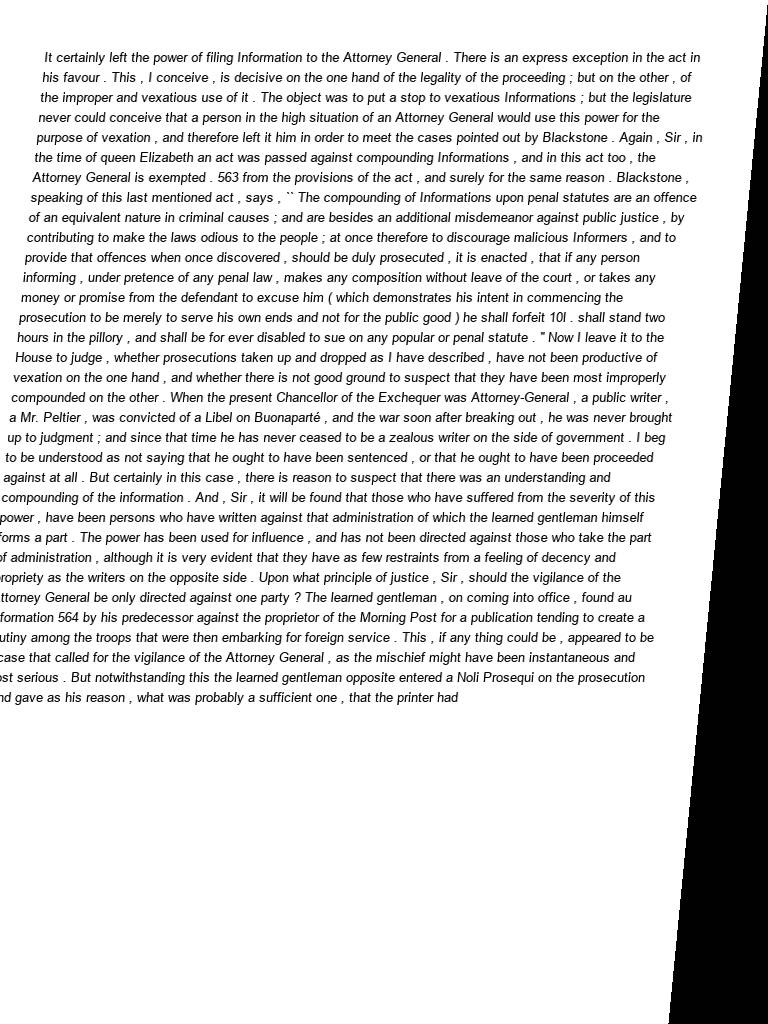 It certainly left the power of filing Information to the Attorney General . There is an express exception in the act in
his favour . This , I conceive , is decisive on the one hand of the legality of the proceeding ; but on the other , of
the improper and vexatious use of it . The object was to put a stop to vexatious Informations ; but the legislature
never could conceive that a person in the high situation of an Attorney General would use this power for the
purpose of vexation , and therefore left it him in order to meet the cases pointed out by Blackstone . Again , Sir , in
the time of queen Elizabeth an act was passed against compounding Informations , and in this act too , the
Attorney General is exempted . 563 from the provisions of the act , and surely for the same reason . Blackstone ,
speaking of this last mentioned act , says , `` The compounding of Informations upon penal statutes are an offence
of an equivalent nature in criminal causes ; and are besides an additional misdemeanor against public justice , by
contributing to make the laws odious to the people ; at once therefore to discourage malicious Informers , and to
provide that offences when once discovered , should be duly prosecuted , it is enacted , that if any person
informing , under pretence of any penal law , makes any composition without leave of the court , or takes any
money or promise from the defendant to excuse him ( which demonstrates his intent in commencing the
prosecution to be merely to serve his own ends and not for the public good ) he shall forfeit 10l . shall stand two
hours in the pillory , and shall be for ever disabled to sue on any popular or penal statute . " Now I leave it to the
House to judge , whether prosecutions taken up and dropped as I have described , have not been productive of
vexation on the one hand , and whether there is not good ground to suspect that they have been most improperly
compounded on the other . When the present Chancellor of the Exchequer was Attorney-General , a public writer ,
a Mr. Peltier , was convicted of a Libel on Buonaparté , and the war soon after breaking out , he was never brought
up to judgment ; and since that time he has never ceased to be a zealous writer on the side of government . I beg
to be understood as not saying that he ought to have been sentenced , or that he ought to have been proceeded
against at all . But certainly in this case , there is reason to suspect that there was an understanding and
compounding of the information . And , Sir , it will be found that those who have suffered from the severity of this
power , have been persons who have written against that administration of which the learned gentleman himself
forms a part . The power has been used for influence , and has not been directed against those who take the part
of administration , although it is very evident that they have as few restraints from a feeling of decency and
ropriety as the writers on the opposite side . Upon what principle of justice , Sir , should the vigilance of the
ttorney General be only directed against one party ? The learned gentleman , on coming into office , found au
formation 564 by his predecessor against the proprietor of the Morning Post for a publication tending to create a
utiny among the troops that were then embarking for foreign service . This , if any thing could be , appeared to be
case that called for the vigilance of the Attorney General , as the mischief might have been instantaneous and
ost serious . But notwithstanding this the learned gentleman opposite entered a Noli Prosequi on the prosecution
nd gave as his reason , what was probably a sufficient one , that the printer had